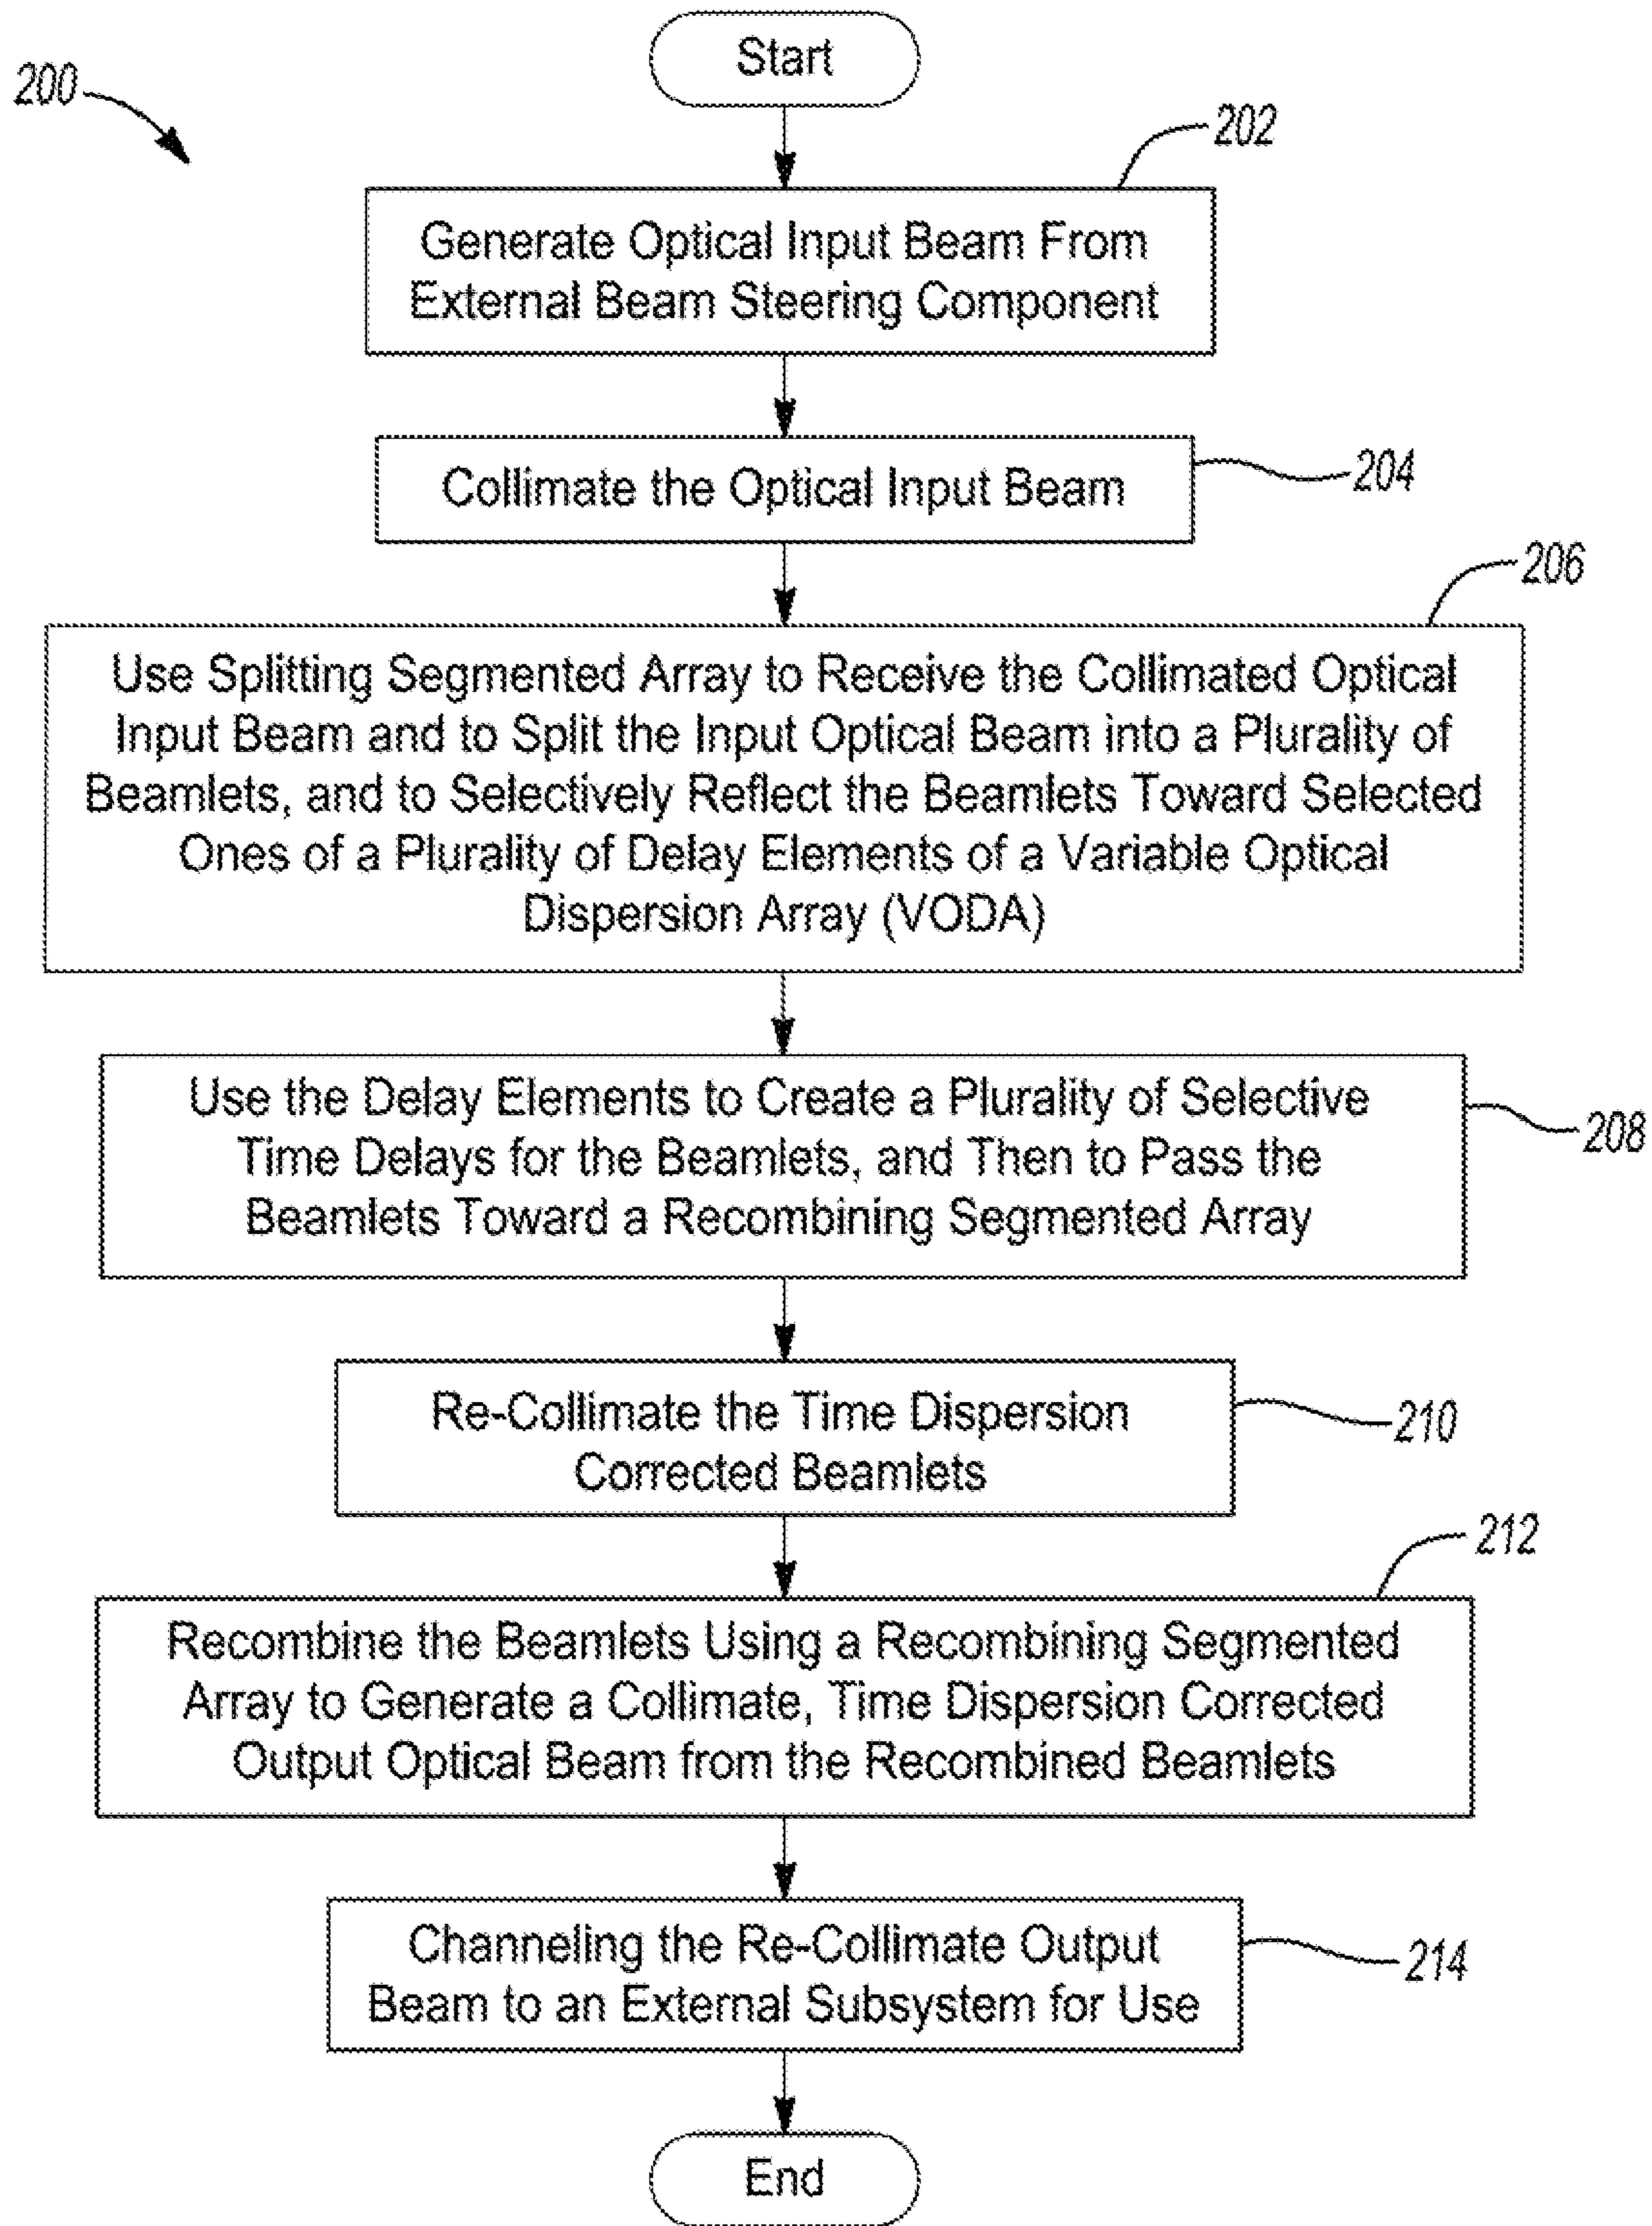 Start
200
202
Generate Optical Input Beam From
External Beam Steering Component
Collimate the Optical Input Beam
204
206
Use Splitting Segmented Array to Receive the Collimated Optical
Input Beam and to Split the Input Optical Beam into a Plurality of
Beamlets, and to Selectively Reflect the Beamlets Toward Selected
Ones of a Plurality of Delay Elements of a Variable Optical
Dispersion Array (VODA)
Use the Delay Elements to Create a Plurality of Selective
Time Delays for the Beamlets, and Then to Pass the
Beamlets Toward a Recombining Segmented Array
208
Re-Collimate the Time Dispersion
Corrected Beamlets
210
212
Recombine the Beamlets Using a Recombining Segmented
Array to Generate a Collimate, Time Dispersion Corrected
Output Optical Beam from the Recombined Beamlets
Channeling the Re-Collimate Output
Beam to an External Subsystem for Use
214
End